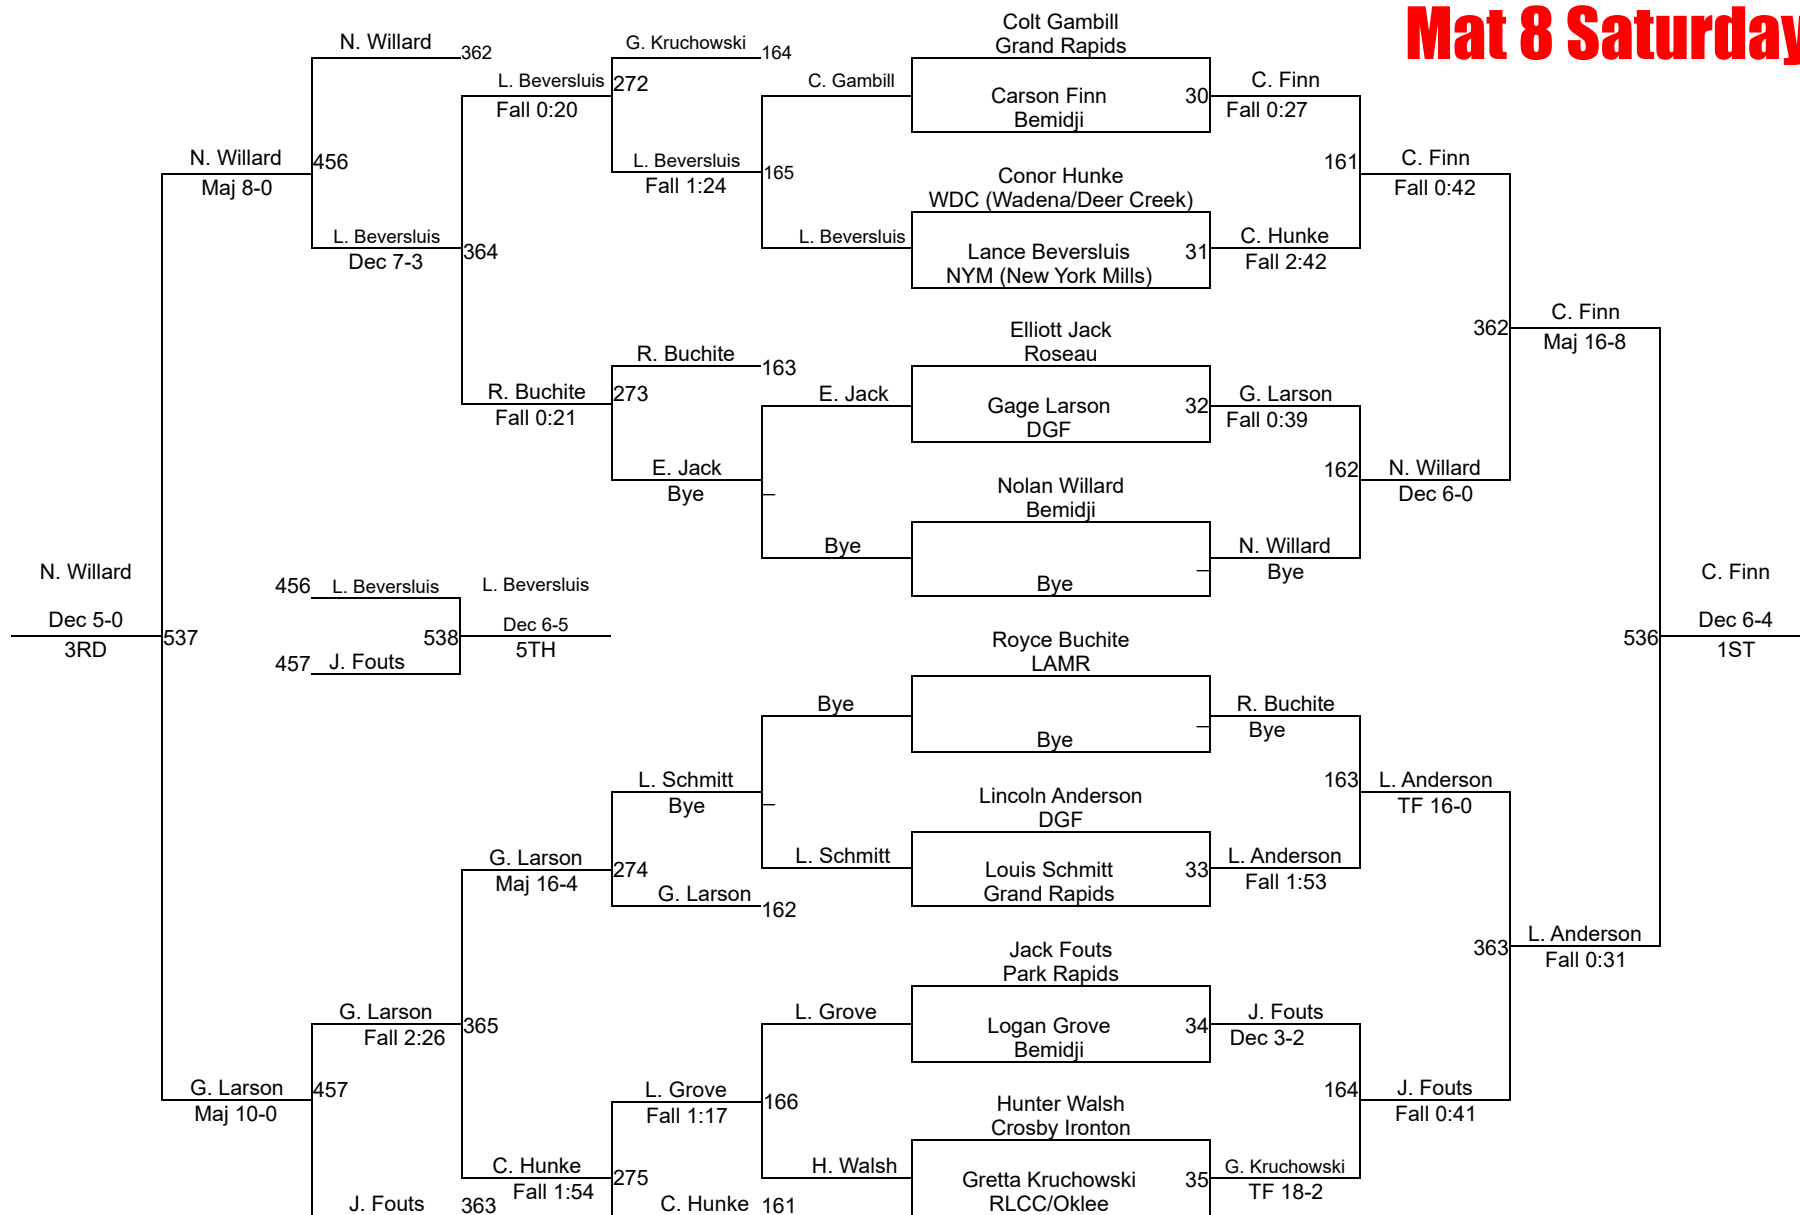 Mat 8 Saturday
Colt Gambill
Grand Rapids
N. Willard 362
G. Kruchowski 164
L. Beversluis 272
Fall 0:20
C. Gambill
Carson Finn 30
Bemidji
C. Finn
Fall 0:27
N. Willard 456
Maj 8-0
L. Beversluis 165
Fall 1:24
Conor Hunke
WDC (Wadena/Deer Creek)
161 C. Finn
Fall 0:42
L. Beversluis 364
Dec 7-3
L. Beversluis
Lance Beversluis 31
NYM (New York Mills)
C. Hunke
Fall 2:42
Elliott Jack
Roseau
362 C. Finn
Maj 16-8
R. Buchite 163
R. Buchite 273
Fall 0:21
E. Jack
Gage Larson 32
DGF
G. Larson
Fall 0:39
E. Jack
Bye
Nolan Willard
Bemidji
162 N. Willard
Dec 6-0
Bye
Bye
N. Willard
Bye
N. Willard
Dec 5-0
3RD
537
456 L. Beversluis
457 J. Fouts
538
L. Beversluis
Dec 6-5
5TH
C. Finn
536 Dec 6-4
1ST
Royce Buchite
LAMR
Bye
Bye
R. Buchite
Bye
L. Schmitt
Bye
Lincoln Anderson
DGF
163 L. Anderson
TF 16-0
G. Larson 274
Maj 16-4
L. Schmitt
Louis Schmitt 33
Grand Rapids
L. Anderson
Fall 1:53
G. Larson 162
Jack Fouts
Park Rapids
363 L. Anderson
Fall 0:31
G. Larson 365
Fall 2:26
L. Grove
Logan Grove 34
Bemidji
J. Fouts
Dec 3-2
G. Larson 457
Maj 10-0
L. Grove 166
Fall 1:17
Hunter Walsh
Crosby Ironton
164 J. Fouts
Fall 0:41
C. Hunke 275
Fall 1:54
H. Walsh
Gretta Kruchowski 35
RLCC/Oklee
G. Kruchowski
TF 18-2
J. Fouts 363
C. Hunke 161